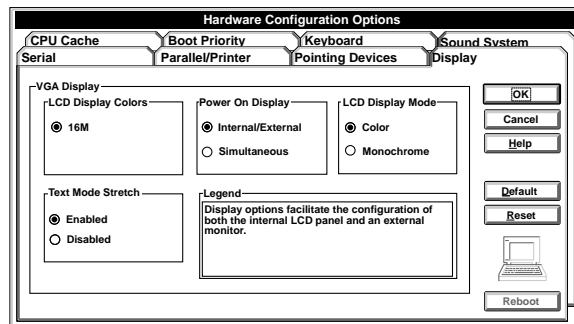 Hardware Configuration Options
CPU Cache Boot Priority Keyboard Sound System
Serial Parallel/Printer Pointing Devices Display
VGA Display
LCD Display Colors
16M
Power On Display
Internal/External
Simultaneous
LCD Display Mode
Color
Monochrome
Text Mode Stretch
Enabled
Disabled
Legend
Display options facilitate the configuration of
both the internal LCD panel and an external
monitor.
OK
Cancel
Help
Default
Reset
Reboot